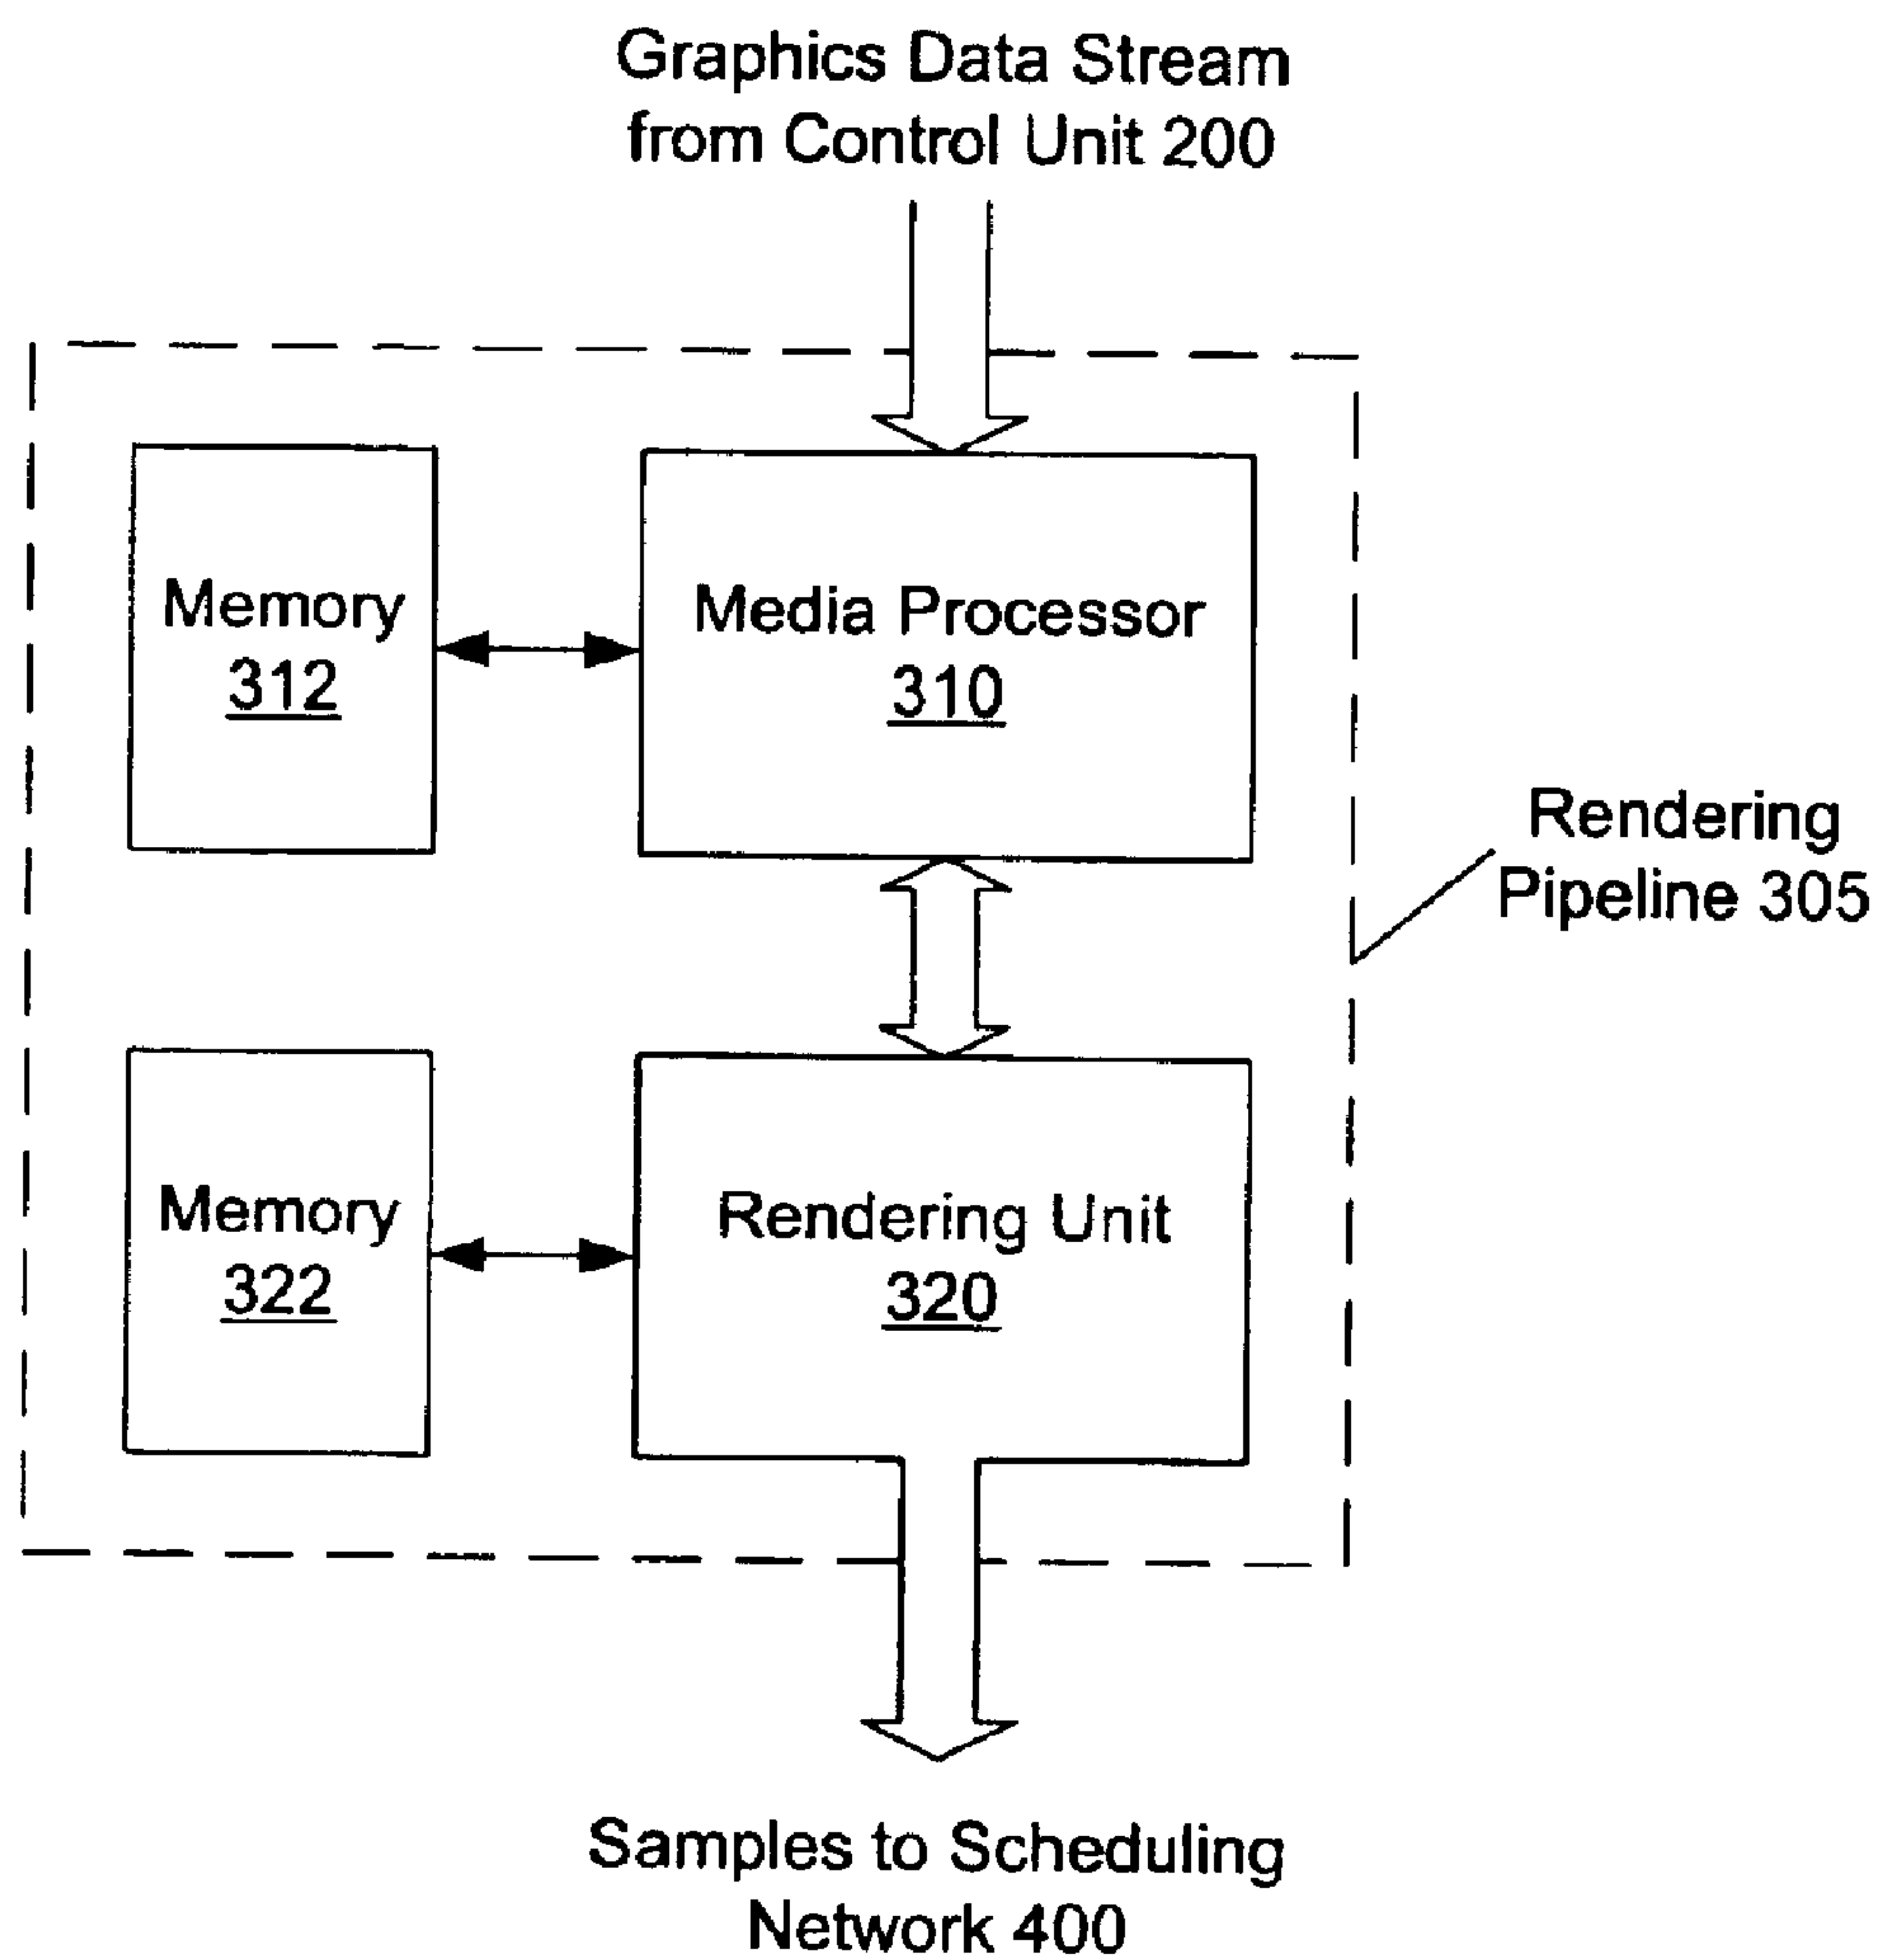 Graphics Data Stream
from Control Unit 200
Memory
312
Media Processor
310
Rendering
Pipeline 305
Memory
322
Rendering Unit
320
Samples to Scheduling
Network 400